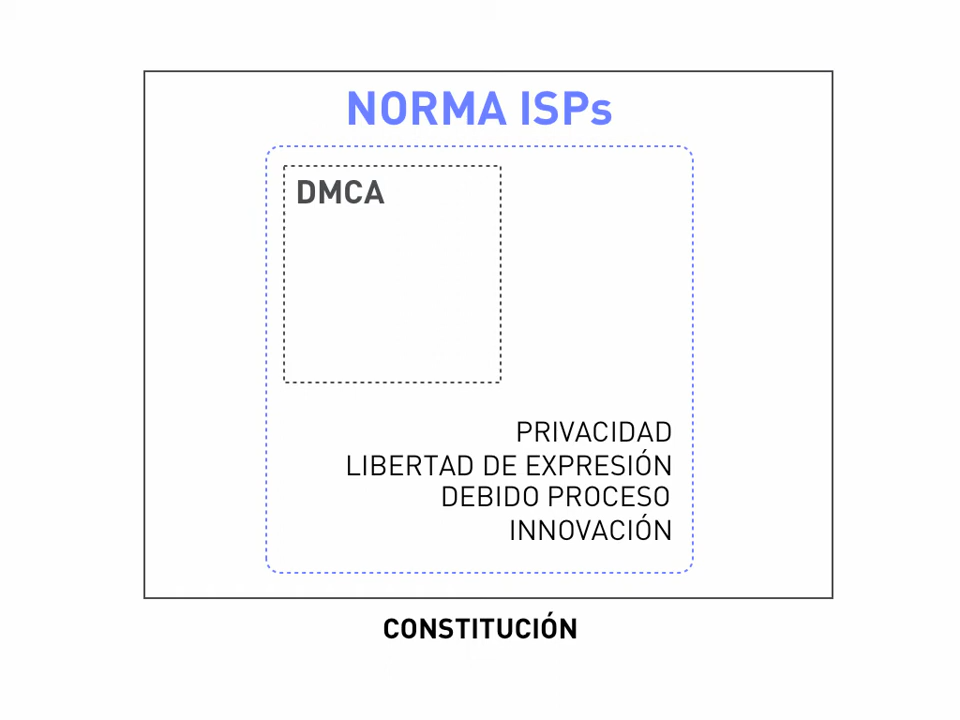 NORMA ISPs
DMCA
PRIVACIDAD
LIBERTAD DE EXPRESIÓN
DEBIDO PROCESO
INNOVACIÓN
CONSTITUCIÓN